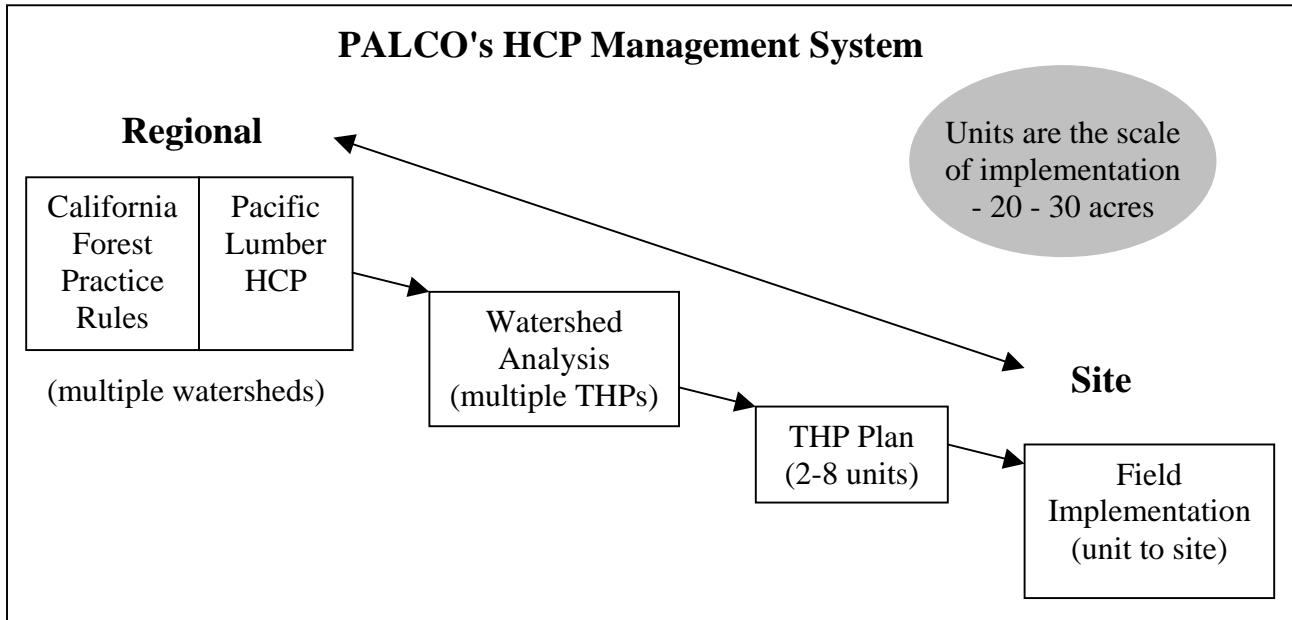 PALCO's HCP Management System
Regional
Units are the scale
of implementation
- 20 - 30 acres
California
Forest
Practice
Rules
Pacific
Lumber
HCP
(multiple watersheds)
Watershed
Analysis
(multiple THPs)
Site
THP Plan
(2-8 units)
Field
Implementation
(unit to site)